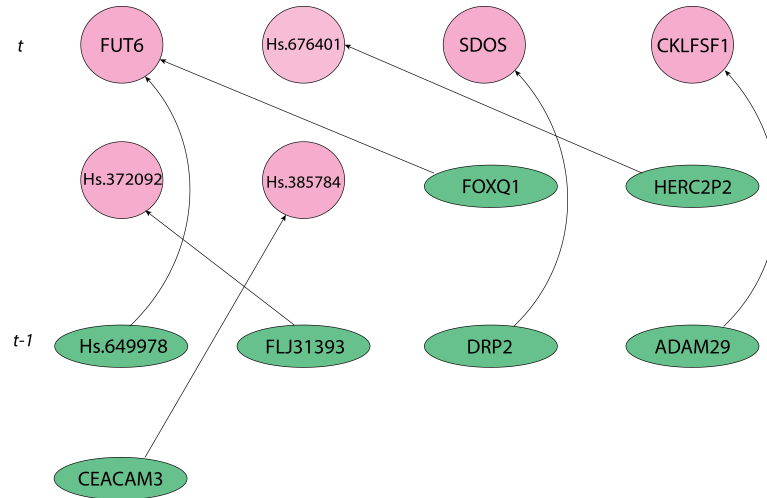 t FUT6 Hs.676401 SDOS CKLFSF1
Hs.372092 Hs.385784 FOXQ1 HERC2P2
t-1 Hs.649978 FLJ31393 DRP2 ADAM29
CEACAM3